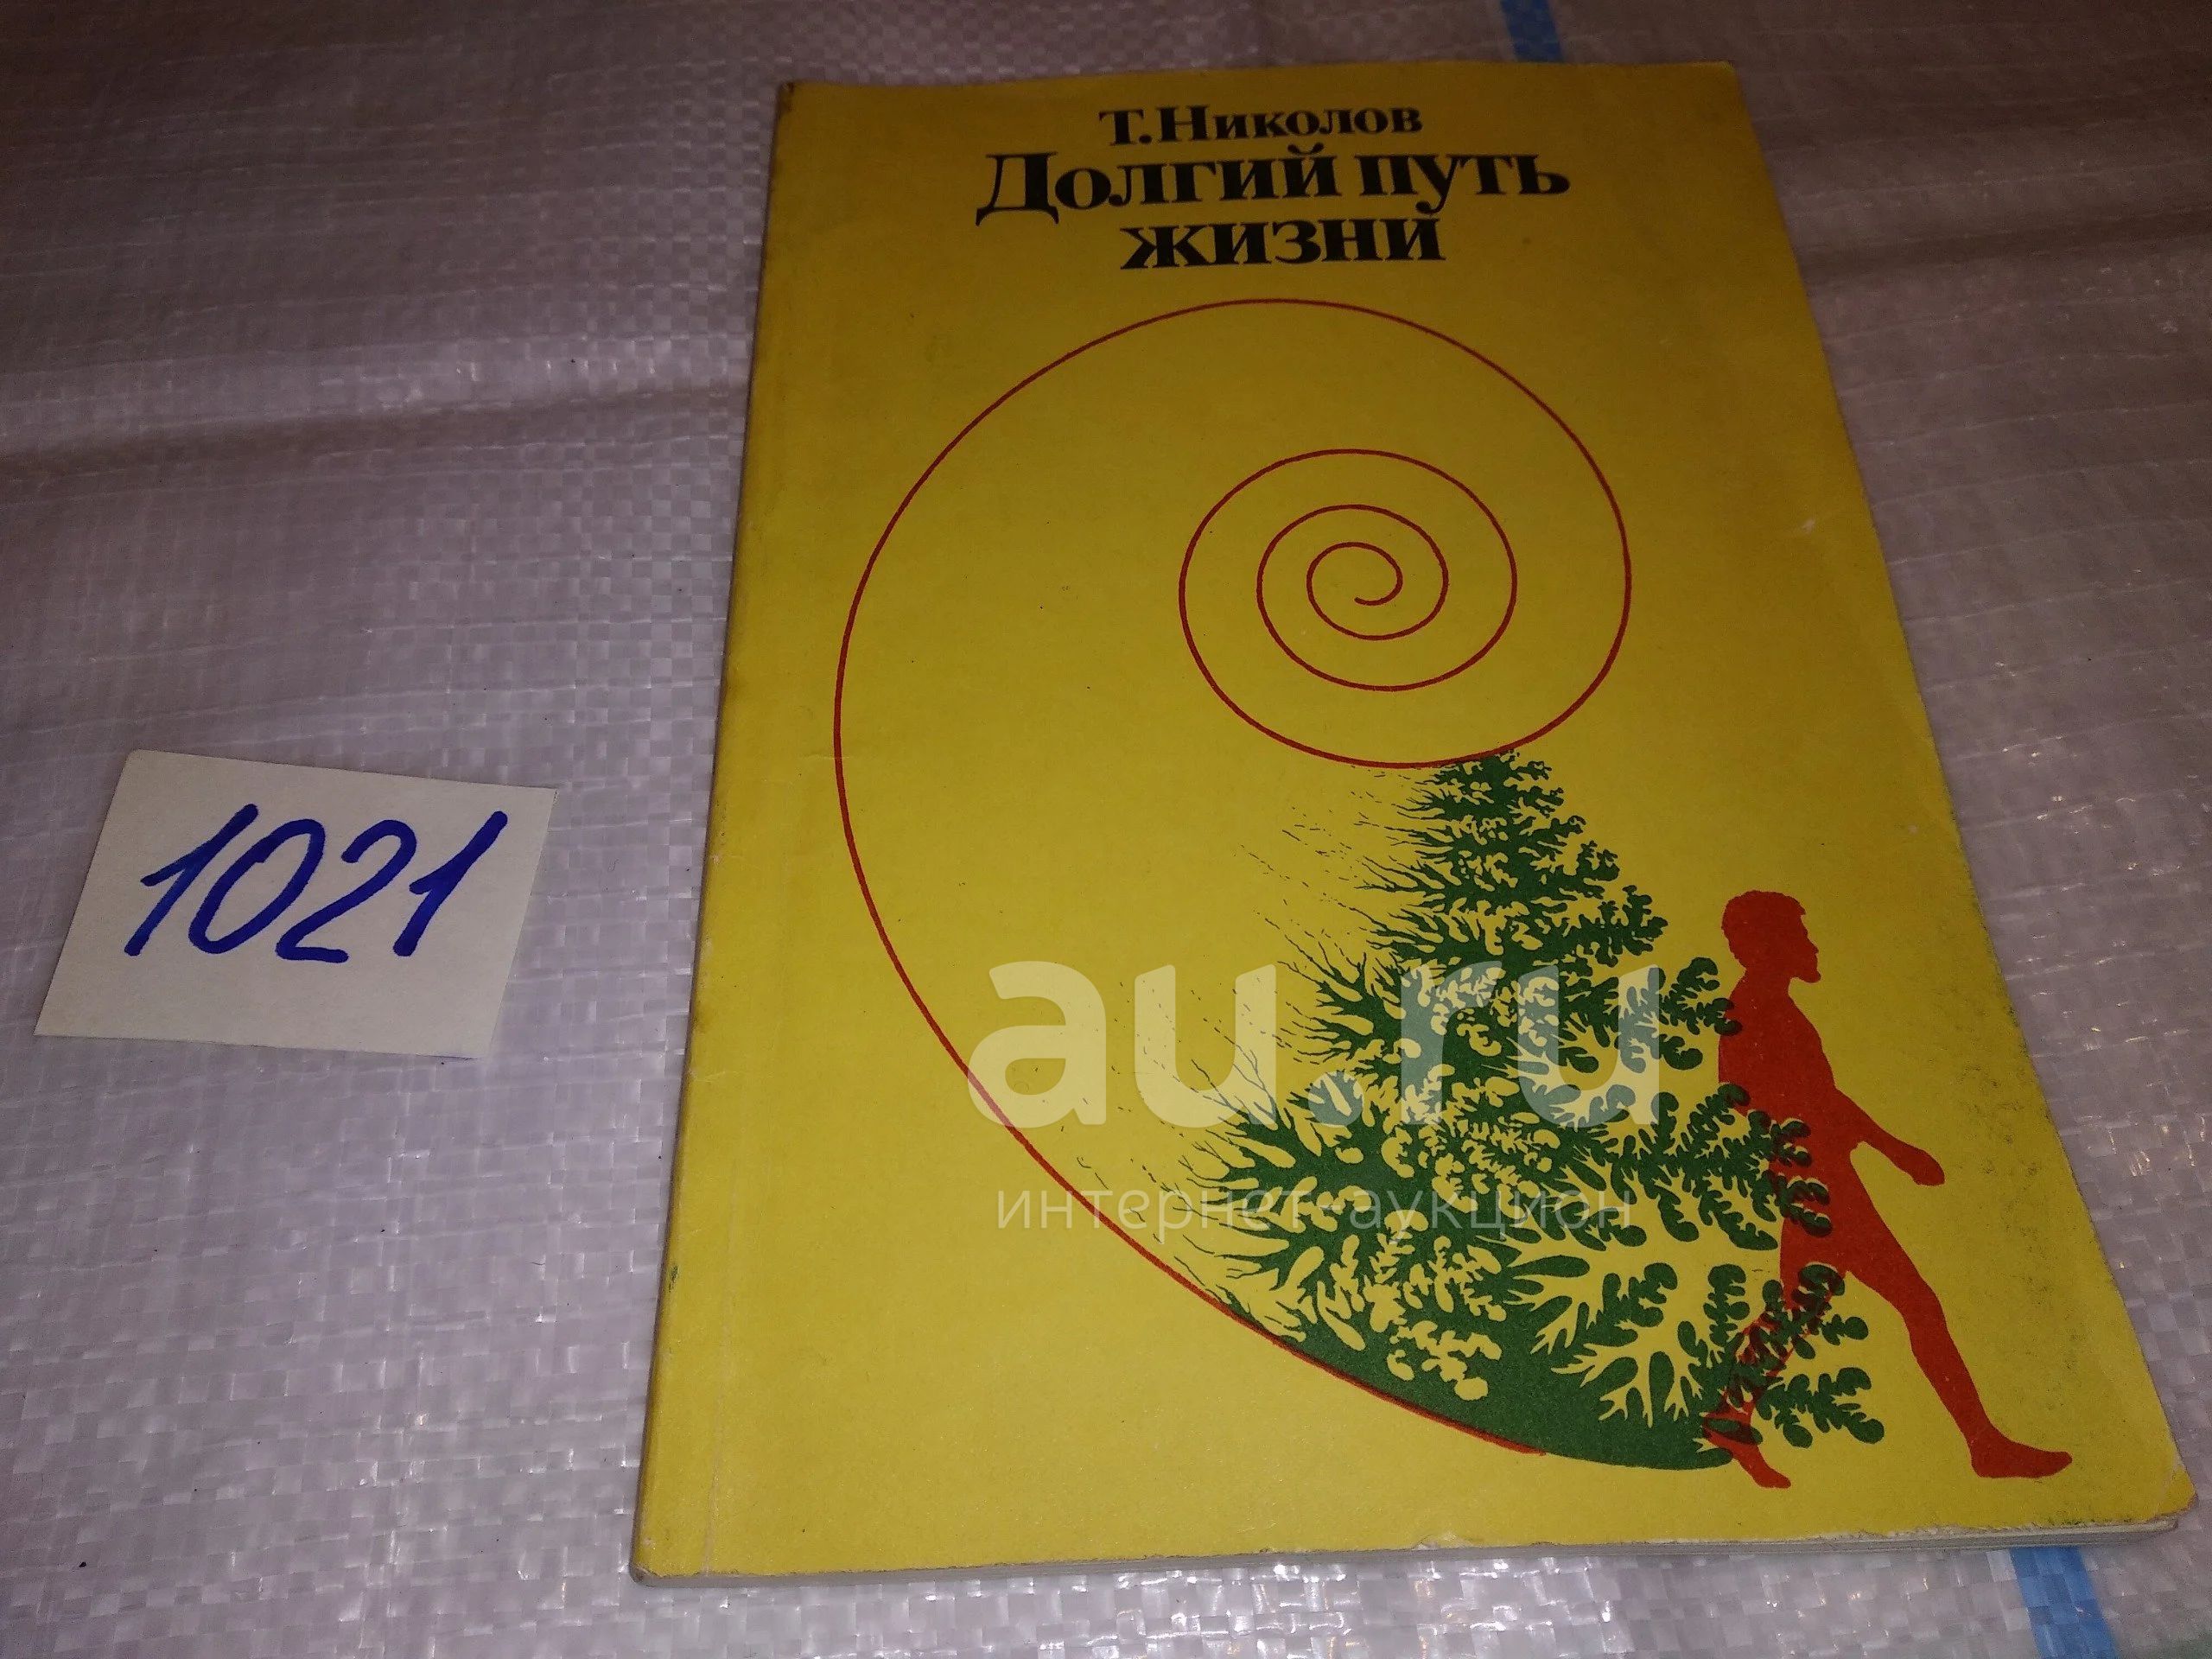 Т. Николов
Долгий путь
жизни
1021
au.ru
интернет-аукцион